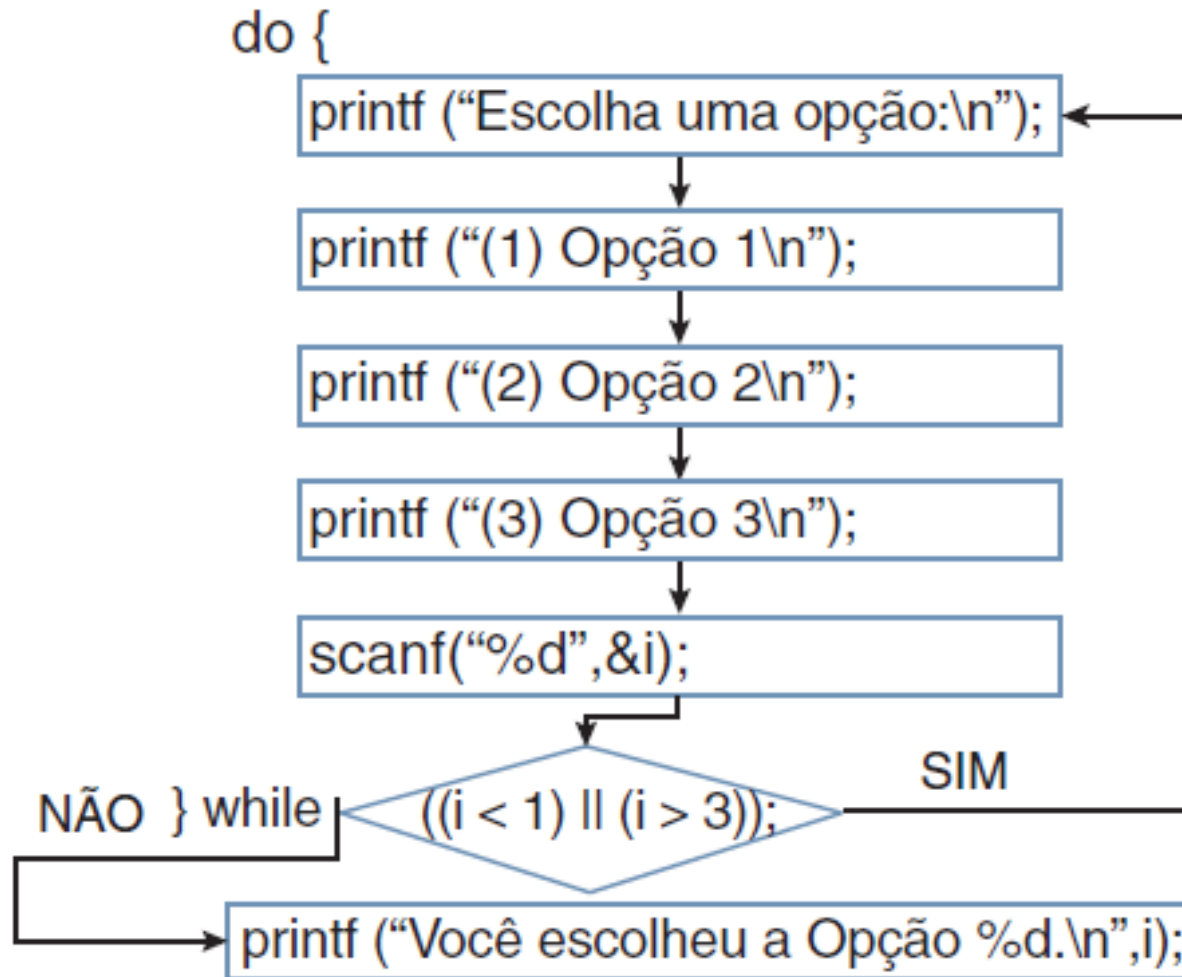 do {
printf (“Escolha uma opção:\n”);
printf (“(1) Opção 1\n”);
printf (“(2) Opção 2\n”);
printf (“(3) Opção 3\n”);
scanf(“%d”,&i);
SIM
NÃO } while ((i < 1) || (i > 3));
printf (“Você escolheu a Opção %d.\n”,i);